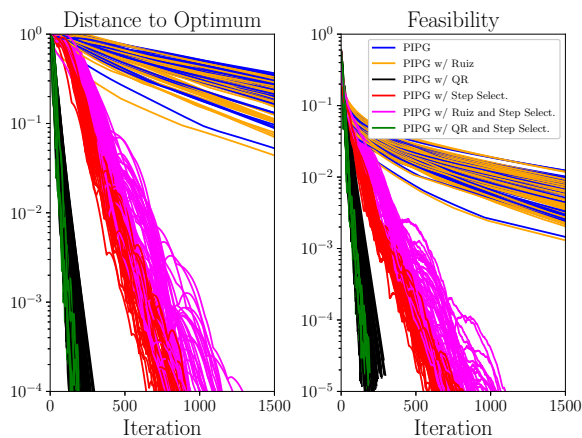 Distance to Optimum
10^0
10^{-1}
10^{-2}
10^{-3}
10^{-4}
0
500
1000
1500
Iteration
Feasibility
10^0
10^{-1}
10^{-2}
10^{-3}
10^{-4}
10^{-5}
0
500
1000
1500
Iteration
PIPG
PIPG w/ Ruiz
PIPG w/ QR
PIPG w/ Step Select.
PIPG w/ Ruiz and Step Select.
PIPG w/ QR and Step Select.